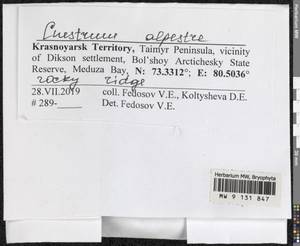 Cnestrum alpestre
Krasnoyarsk Territory, Taimyr Peninsula, vicinity
of Dikson settlement, Bol'shoy Arctichesky State
Reserve, Meduza Bay, N: 73.3312°; E: 80.5036°
rocky ridge
28.VII.2019 coll. Fedosov V.E., Koltysheva D.E.
# 289- Det. Fedosov V.E.
Herbarium MW, Bryophyta
MW 9 131 847